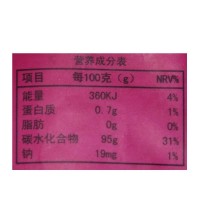 营养成分表
项目 每100克（g） NRV%
能量 360KJ 4%
蛋白质 0.7g 1%
脂肪 0g 0%
碳水化合物 95g 31%
钠 19mg 1%